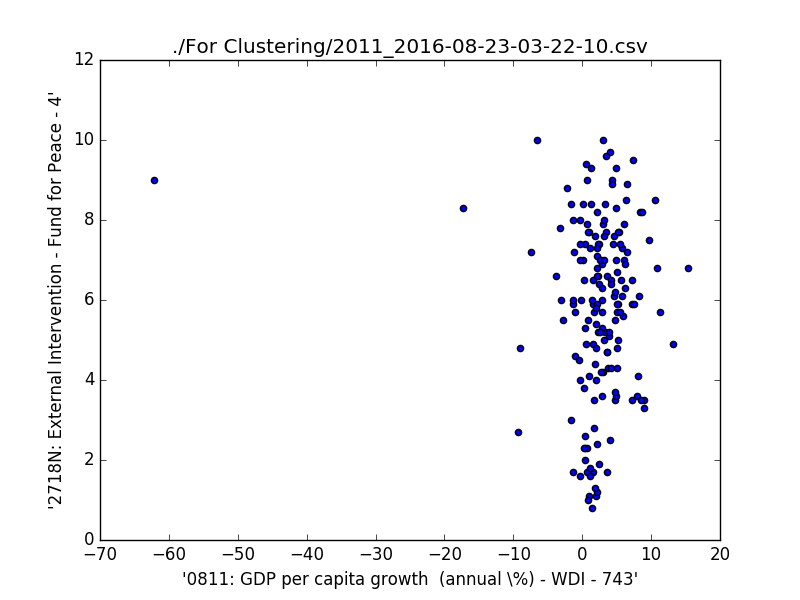 ./For Clustering/2011_2016-08-23-03-22-10.csv
12
10
8
6
4
2
0
'2718N: External Intervention - Fund for Peace - 4'
−70 −60 −50 −40 −30 −20 −10 0 10 20
'0811: GDP per capita growth  (annual \%) - WDI - 743'